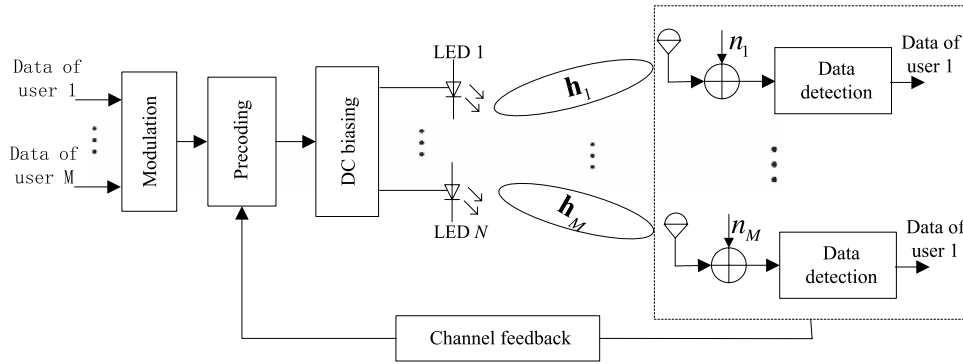 Data of
user 1
Data of
user M
Modulation
Precoding
DC biasing
LED 1
LED N
h1
hM
n1
Data
detection
Data of
user 1
nM
Data
detection
Data of
user 1
Channel feedback